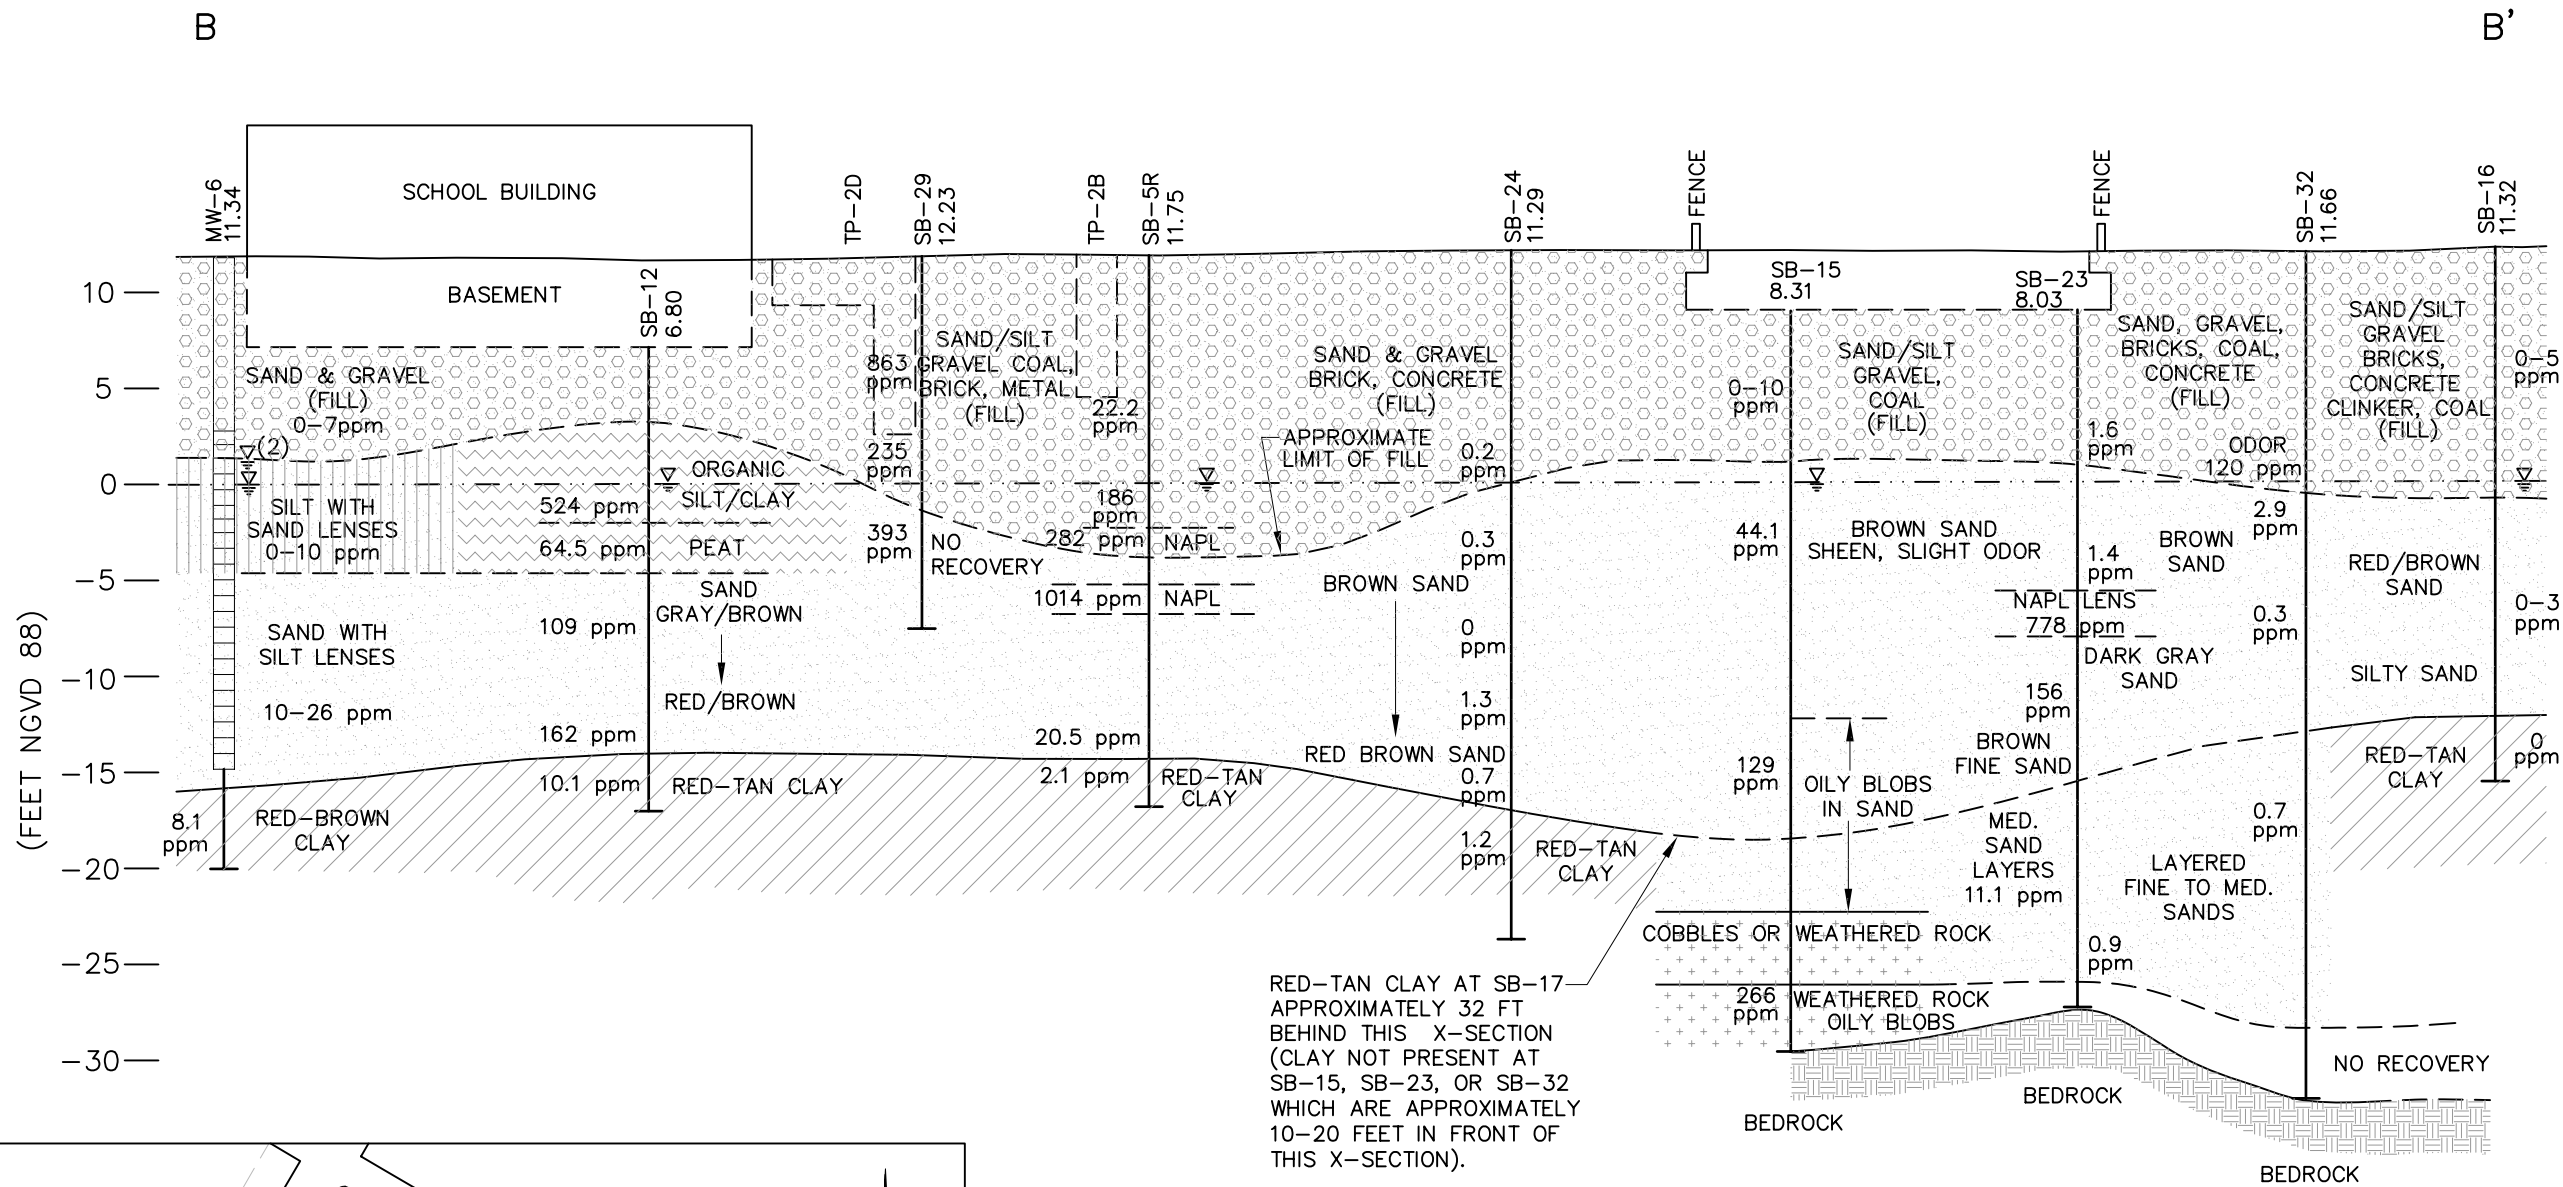 B
B'
MW-6
11.34
SCHOOL BUILDING
BASEMENT
SB-12
6.80
TP-2D
SB-29
12.23
TP-2B
SB-5R
11.75
SB-24
11.29
FENCE
SB-15
8.31
SB-23
8.03
FENCE
SB-32
11.66
SB-16
11.32
(FEET NGVD 88)
10
5
0
-5
-10
-15
-20
-25
-30
SAND & GRAVEL
(FILL)
0-7ppm
(2)
SILT WITH
SAND LENSES
0-10 ppm
SAND WITH
SILT LENSES
10-26 ppm
8.1
ppm
RED-BROWN
CLAY
ORGANIC
SILT/CLAY
524 ppm
64.5 ppm
PEAT
SAND
GRAY/BROWN
109 ppm
RED/BROWN
162 ppm
10.1 ppm
RED-TAN CLAY
863
ppm
235
ppm
393
ppm
SAND/SILT
GRAVEL COAL,
BRICK, METAL
(FILL)
NO
RECOVERY
22.2
ppm
186
ppm
282 ppm
NAPL
1014 ppm
NAPL
20.5 ppm
2.1 ppm
RED-TAN
CLAY
SAND & GRAVEL
BRICK, CONCRETE
(FILL)
APPROXIMATE
LIMIT OF FILL
0.2
ppm
0.3
ppm
BROWN SAND
0
ppm
1.3
ppm
RED BROWN SAND
0.7
ppm
1.2
ppm
RED-TAN
CLAY
RED-TAN CLAY AT SB-17
APPROXIMATELY 32 FT
BEHIND THIS X-SECTION
(CLAY NOT PRESENT AT
SB-15, SB-23, OR SB-32
WHICH ARE APPROXIMATELY
10-20 FEET IN FRONT OF
THIS X-SECTION).
0-10
ppm
SAND/SILT
GRAVEL,
COAL
(FILL)
44.1
ppm
BROWN SAND
SHEEN, SLIGHT ODOR
129
ppm
OILY BLOBS
IN SAND
COBBLES OR WEATHERED ROCK
266
ppm
WEATHERED ROCK
OILY BLOBS
BEDROCK
SAND, GRAVEL,
BRICKS, COAL,
CONCRETE
(FILL)
1.6
ppm
1.4
ppm
BROWN
SAND
NAPL LENS
778 ppm
DARK GRAY
SAND
156
ppm
BROWN
FINE SAND
MED.
SAND
LAYERS
11.1 ppm
0.9
ppm
BEDROCK
ODOR
120 ppm
2.9
ppm
0.3
ppm
0.7
ppm
LAYERED
FINE TO MED.
SANDS
SAND/SILT
GRAVEL
BRICKS,
CONCRETE
CLINKER, COAL
(FILL)
0-5
ppm
RED/BROWN
SAND
0-3
ppm
SILTY SAND
RED-TAN
CLAY
0
ppm
NO RECOVERY
BEDROCK